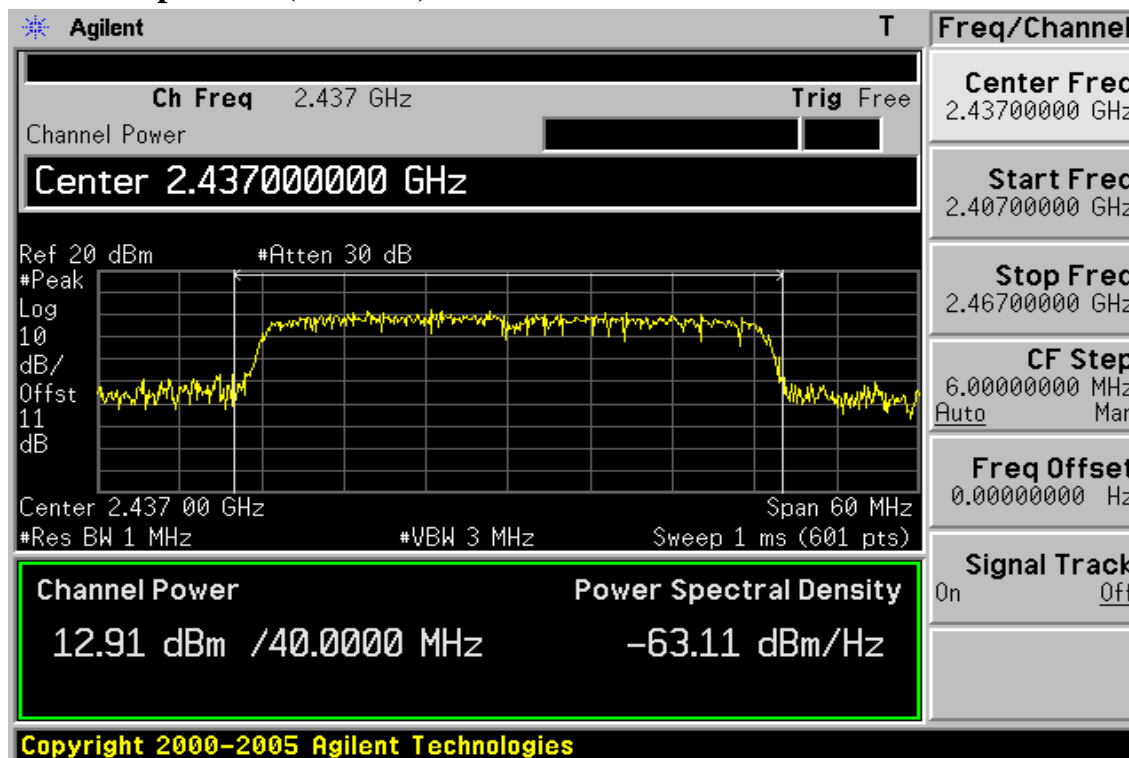 Agilent T
Freq/Channel
Ch Freq 2.437 GHz Trig Free
Channel Power
Center 2.437000000 GHz
Ref 20 dBm #Atten 30 dB
#Peak
Log
10
dB/
Offst
11
dB
Center 2.437 00 GHz Span 60 MHz
#Res BW 1 MHz #VBW 3 MHz Sweep 1 ms (601 pts)
Channel Power Power Spectral Density
12.91 dBm /40.0000 MHz -63.11 dBm/Hz
Copyright 2000-2005 Agilent Technologies
Center Freq
2.43700000 GHz
Start Freq
2.40700000 GHz
Stop Freq
2.46700000 GHz
CF Step
6.00000000 MHz
Auto Man
Freq Offset
0.00000000 Hz
Signal Track
On Off